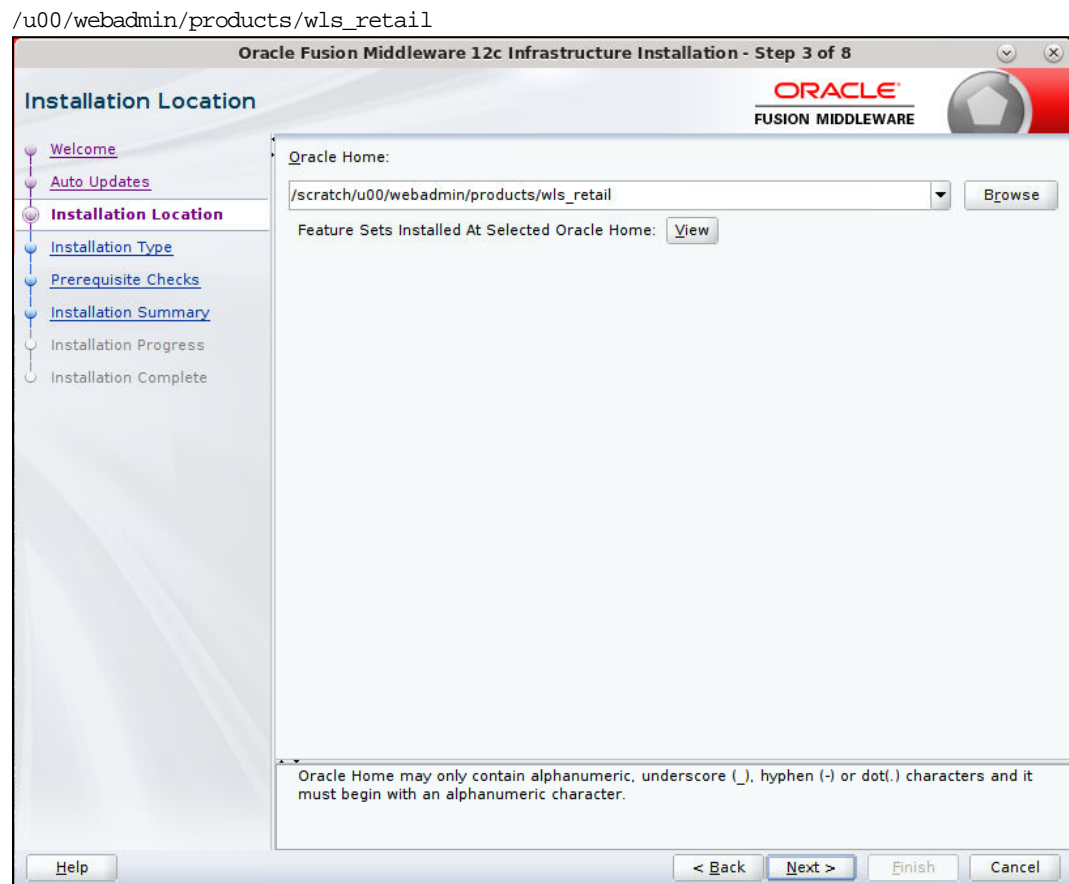 /u00/webadmin/products/wls_retail
Oracle Fusion Middleware 12c Infrastructure Installation - Step 3 of 8
Installation Location
ORACLE®
FUSION MIDDLEWARE
Welcome
Auto Updates
Installation Location
Installation Type
Prerequisite Checks
Installation Summary
Installation Progress
Installation Complete
Oracle Home:
/scratch/u00/webadmin/products/wls_retail
Browse
Feature Sets Installed At Selected Oracle Home: View
Oracle Home may only contain alphanumeric, underscore (_), hyphen (-) or dot(.) characters and it
must begin with an alphanumeric character.
Help
< Back
Next >
Finish
Cancel